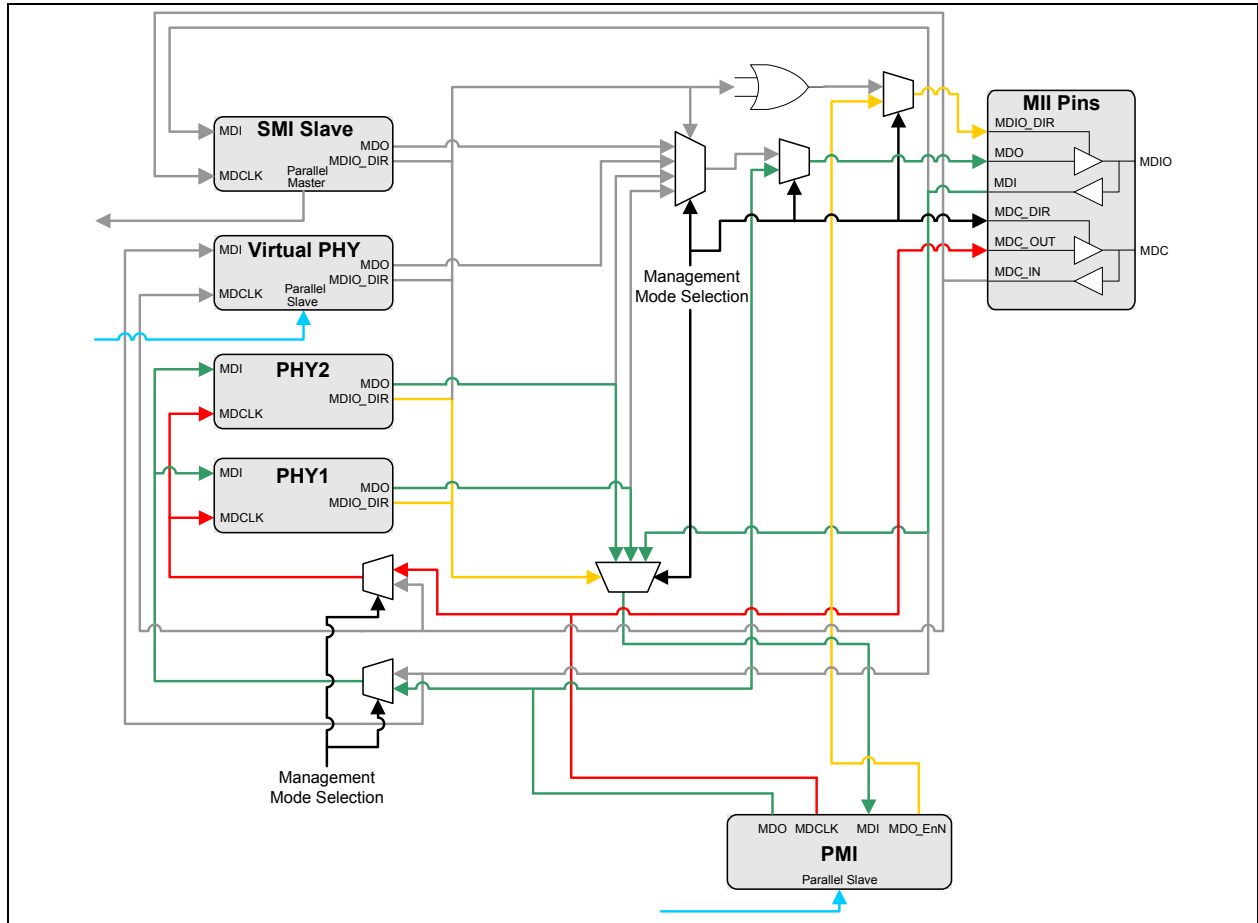 MII Pins
MDIO_DIR
MDO
MDIO
MDI
MDC_DIR
MDC_OUT
MDC
MDC_IN
SMI Slave
MDI
MDO
MDIO_DIR
MDCLK
Parallel
Master
Virtual PHY
MDI
MDO
MDIO_DIR
MDCLK
Parallel
Slave
Management
Mode Selection
PHY2
MDI
MDO
MDIO_DIR
MDCLK
PHY1
MDI
MDO
MDIO_DIR
MDCLK
Management
Mode Selection
MDO MDCLK MDI MDO_EnN
PMI
Parallel Slave